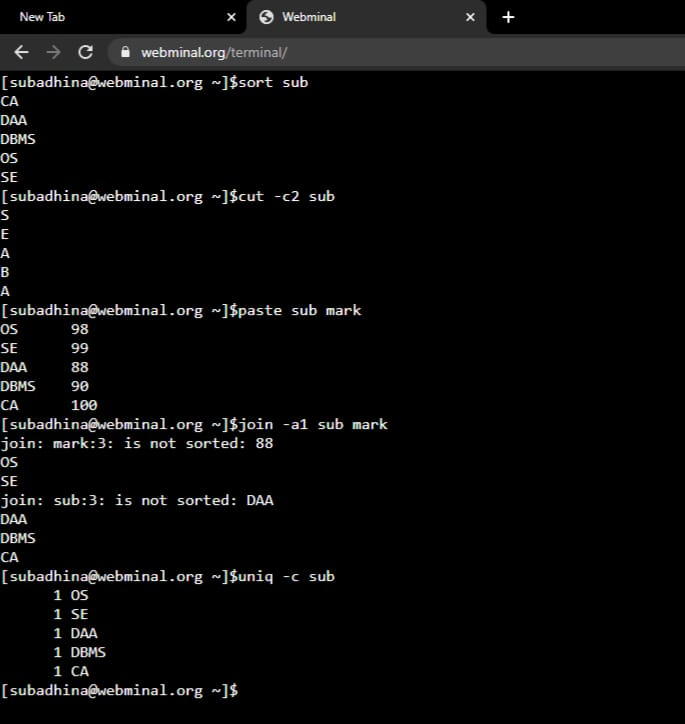 New Tab
Webminal
webminal.org/terminal/
[subadhina@webminal.org ~]$sort sub
CA
DAA
DBMS
OS
SE
[subadhina@webminal.org ~]$cut -c2 sub
S
E
A
B
A
[subadhina@webminal.org ~]$paste sub mark
OS      98
SE      99
DAA     88
DBMS    90
CA      100
[subadhina@webminal.org ~]$join -a1 sub mark
join: mark:3: is not sorted: 88
OS
SE
join: sub:3: is not sorted: DAA
DAA
DBMS
CA
[subadhina@webminal.org ~]$uniq -c sub
      1 OS
      1 SE
      1 DAA
      1 DBMS
      1 CA
[subadhina@webminal.org ~]$